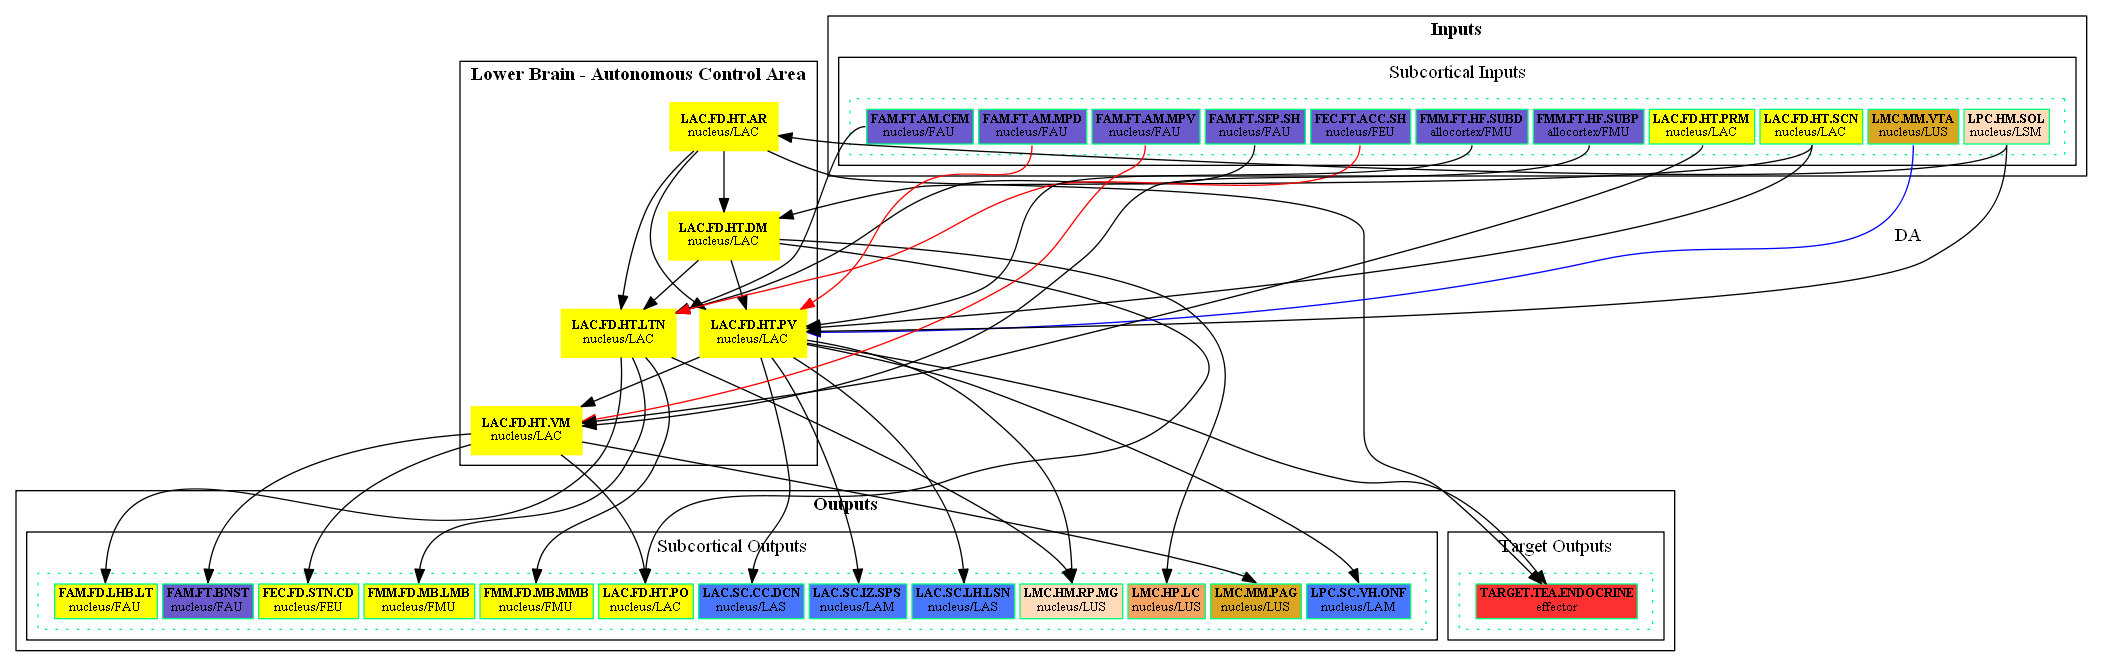 Inputs
Subcortical Inputs
FAM.FT.AM.CEM
nucleus/FAU
FAM.FT.AM.MPD
nucleus/FAU
FAM.FT.AM.MPV
nucleus/FAU
FAM.FT.SEP.SH
nucleus/FAU
FEC.FT.ACC.SH
nucleus/FEU
FMM.FT.HF.SUBD
allocortex/FMU
FMM.FT.HF.SUBP
allocortex/FMU
LAC.FD.HT.PRM
nucleus/LAC
LAC.FD.HT.SCN
nucleus/LAC
LMC.MM.VTA
nucleus/LUS
LPC.HM.SOL
nucleus/LSM
Lower Brain - Autonomous Control Area
LAC.FD.HT.AR
nucleus/LAC
LAC.FD.HT.DM
nucleus/LAC
DA
LAC.FD.HT.LTN
nucleus/LAC
LAC.FD.HT.PV
nucleus/LAC
LAC.FD.HT.VM
nucleus/LAC
Outputs
Subcortical Outputs
FAM.FD.LHB.LT
nucleus/FAU
FAM.FT.BNST
nucleus/FAU
FEC.FD.STN.CD
nucleus/FEU
FMM.FD.MB.LMB
nucleus/FMU
FMM.FD.MB.MMB
nucleus/FMU
LAC.FD.HT.PO
nucleus/LAC
LAC.SC.CC.DCN
nucleus/LAS
LAC.SC.IZ.SPS
nucleus/LAM
LAC.SC.LH.LSN
nucleus/LAS
LMC.HM.RP.MG
nucleus/LUS
LMC.HP.LC
nucleus/LUS
LMC.MM.PAG
nucleus/LUS
LPC.SC.VH.ONF
nucleus/LAM
Target Outputs
TARGET.TEA.ENDOCRINE
effector